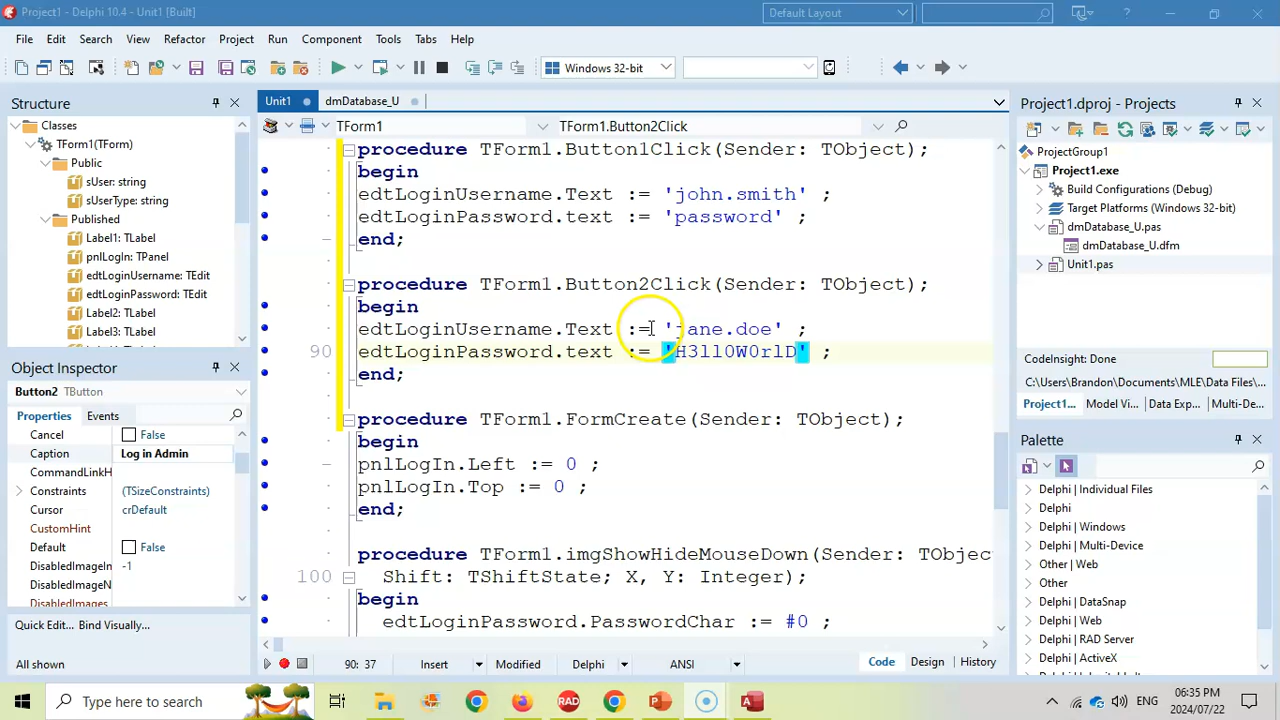 Project1 - Delphi 10.4 - Unit1 [Built]
Default Layout
File Edit Search View Refactor Project Run Component Tools Tabs Help
Windows 32-bit
Structure
Classes
TForm1(TForm)
Public
sUser: string
sUserType: string
Published
Label1: TLabel
pnlLogIn: TPanel
edtLoginUsername: TEdit
edtLoginPassword: TEdit
Label2: TLabel
Label3: TLabel
Object Inspector
Button2 TButton
Properties Events
Cancel False
Caption Log in Admin
CommandLinkH
Constraints (TSizeConstraints)
Cursor crDefault
CustomHint
Default False
DisabledImageIn -1
DisabledImageN
DisabledImages
Quick Edit... Bind Visually...
All shown
Unit1 dmDatabase_U
TForm1 TForm1.Button2Click
procedure TForm1.Button1Click(Sender: TObject);
begin
edtLoginUsername.Text := 'john.smith' ;
edtLoginPassword.text := 'password' ;
end;
procedure TForm1.Button2Click(Sender: TObject);
begin
edtLoginUsername.Text := 'jane.doe' ;
90 edtLoginPassword.text := 'H3ll0W0rlD' ;
end;
procedure TForm1.FormCreate(Sender: TObject);
begin
pnlLogIn.Left := 0 ;
pnlLogIn.Top := 0 ;
end;
procedure TForm1.imgShowHideMouseDown(Sender: TObjec
100 Shift: TShiftState; X, Y: Integer);
begin
edtLoginPassword.PasswordChar := #0 ;
90: 37 Insert Modified Delphi ANSI Code Design History
Project1.dproj - Projects
ProjectGroup1
Project1.exe
Build Configurations (Debug)
Target Platforms (Windows 32-bit)
dmDatabase_U.pas
dmDatabase_U.dfm
Unit1.pas
CodeInsight: Done
C:\Users\Brandon\Documents\MLE\Data Files\...
Project1... Model Vi... Data Exp... Multi-De...
Palette
Delphi | Individual Files
Delphi
Delphi | Windows
Delphi | Multi-Device
Other | Web
Other
Delphi | DataSnap
Delphi | Web
Delphi | RAD Server
Delphi | ActiveX
Type here to search
RAD
ENG
06:35 PM
2024/07/22